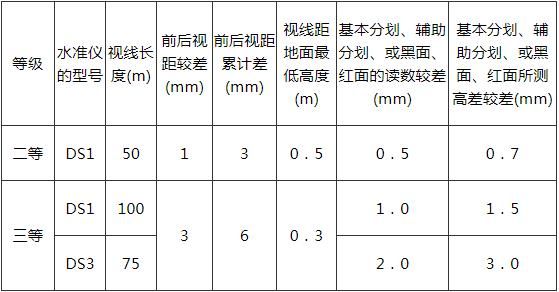 等级
水准仪
的型号
视线长
度(m)
前后视
距较差
(mm)
前后视距
累计差
(mm)
视线距
地面最
低高度
(m)
基本分划、辅助
分划、或黑面、
红面的读数较差
(mm)
基本分划、辅
助分划、或黑
面、红面所测
高差较差(mm)
二等 DS1 50 1 3 0.5 0.5 0.7
三等
DS1 100 3 6 0.3 1.0 1.5
DS3 75 2.0 3.0